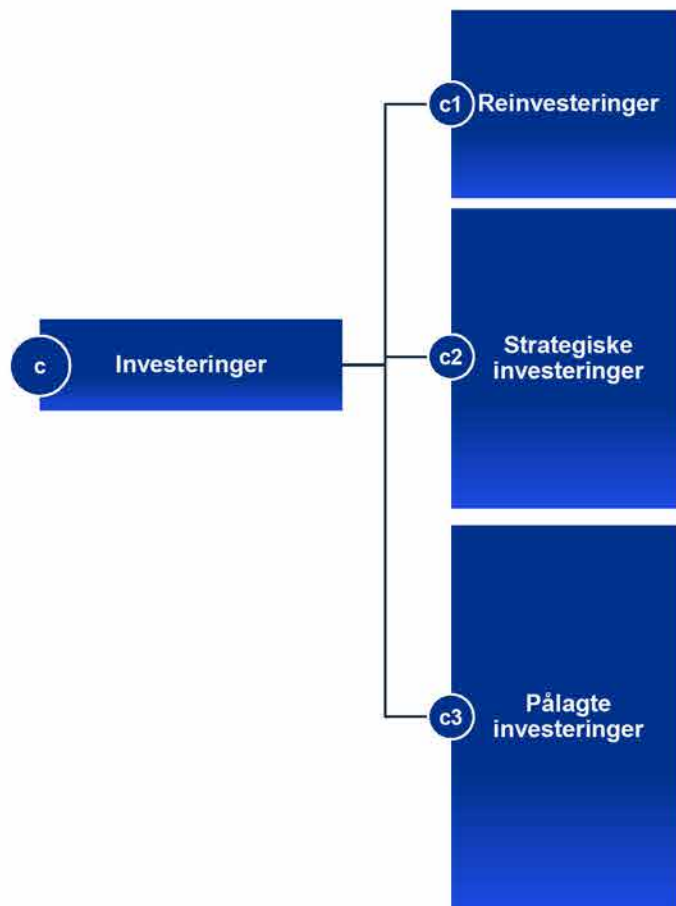 c1 Reinvesteringer
c Investeringer
c2 Strategiske
investeringer
c3 Pålagte
investeringer